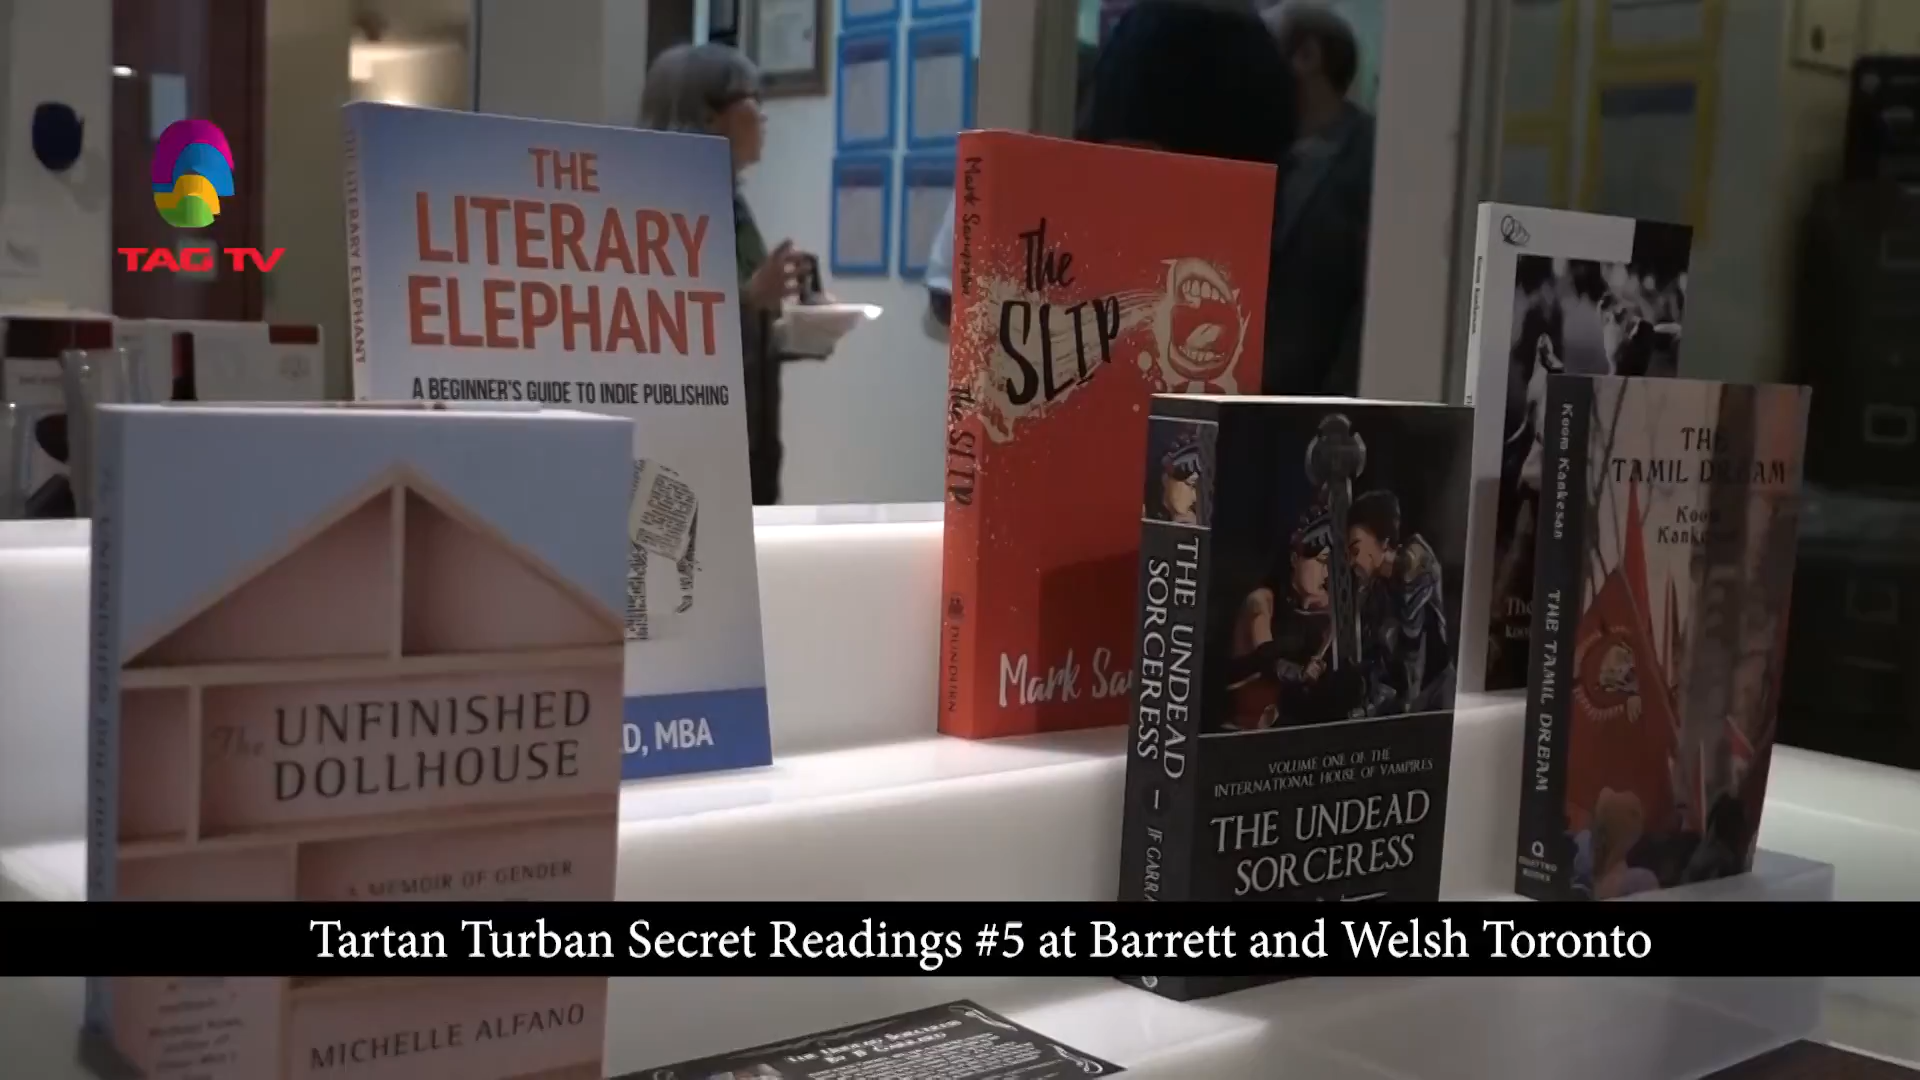 TAG TV
THE LITERARY ELEPHANT
THE
LITERARY
ELEPHANT
A BEGINNER'S GUIDE TO INDIE PUBLISHING
MBA
The
UNFINISHED
DOLLHOUSE
A MEMOIR OF GENDER
MICHELLE ALFANO
Mark
The SLIP
DUNDURN
The
SLIP
Mark
THE UNDEAD
SORCERESS
VOLUME ONE OF THE
INTERNATIONAL HOUSE OF VAMPIRES
THE UNDEAD
SORCERESS
Koom Kankesan
THE TAMIL DREAM
QUATTRO
BOOKS
THE
TAMIL DREAM
Koom
Tartan Turban Secret Readings #5 at Barrett and Welsh Toronto